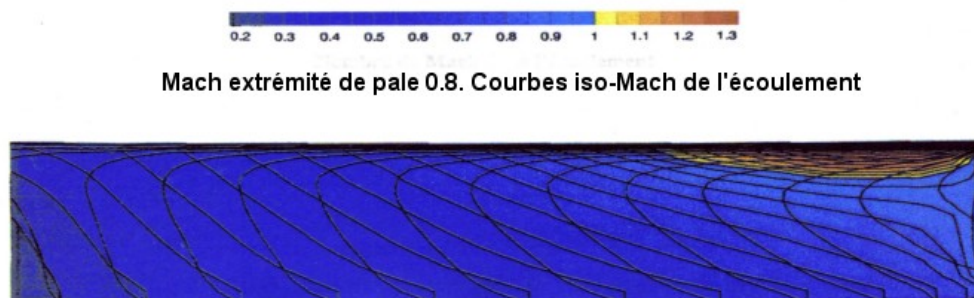 0.2 0.3 0.4 0.5 0.6 0.7 0.8 0.9 1 1.1 1.2 1.3
Mach extrémité de pale 0.8. Courbes iso-Mach de l'écoulement